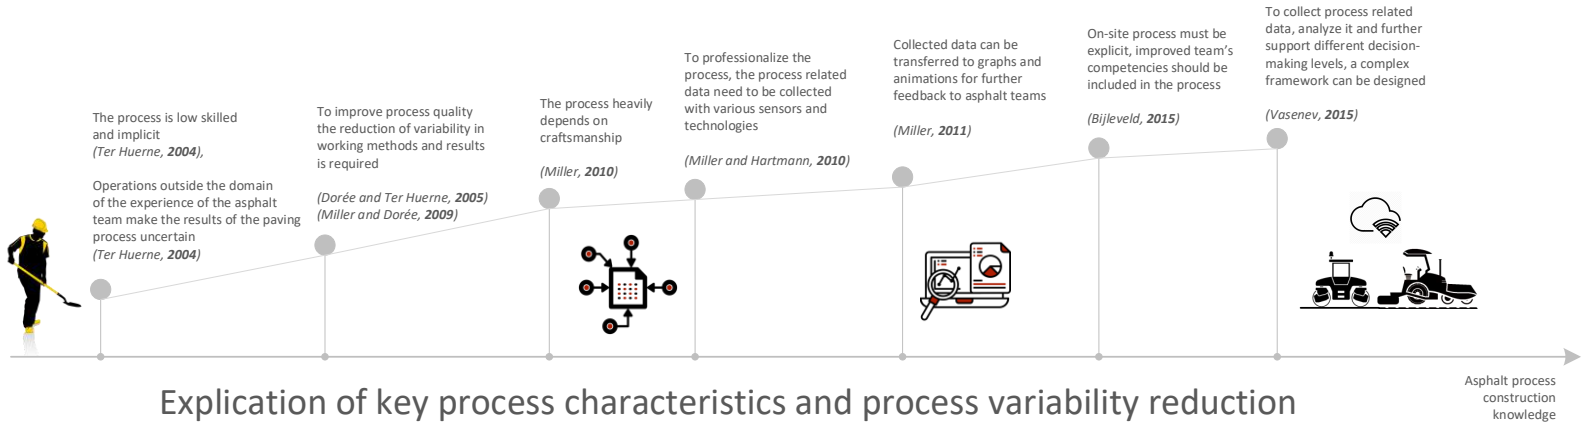 The process is low skilled
and implicit
(Ter Huerne, 2004),
Operations outside the domain
of the experience of the asphalt
team make the results of the paving
process uncertain
(Ter Huerne, 2004)
To improve process quality
the reduction of variability in
working methods and results
is required
(Dorée and Ter Huerne, 2005)
(Miller and Dorée, 2009)
The process heavily
depends on
craftsmanship
(Miller, 2010)
To professionalize the
process, the process related
data need to be collected
with various sensors and
technologies
(Miller and Hartmann, 2010)
Collected data can be
transferred to graphs and
animations for further
feedback to asphalt teams
(Miller, 2011)
On-site process must be
explicit, improved team's
competencies should be
included in the process
(Bijleveld, 2015)
To collect process related
data, analyze it and further
support different decision-
making levels, a complex
framework can be designed
(Vasenev, 2015)
Explication of key process characteristics and process variability reduction
Asphalt process
construction
knowledge